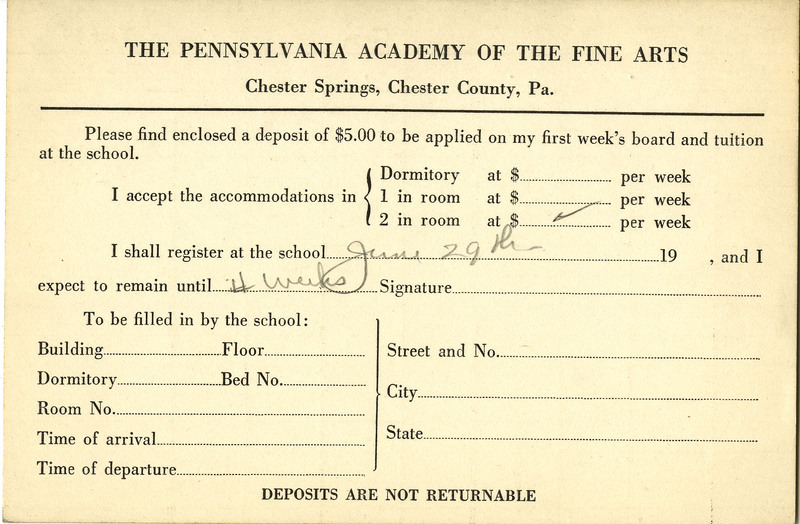 THE PENNSYLVANIA ACADEMY OF THE FINE ARTS
Chester Springs, Chester County, Pa.
Please find enclosed a deposit of $5.00 to be applied on my first week's board and tuition
at the school.
I accept the accommodations in
Dormitory at $ per week
1 in room at $ per week
2 in room at $ ✓ per week
I shall register at the school June 29th 19 , and I
expect to remain until 4 weeks Signature
To be filled in by the school:
Building Floor
Dormitory Bed No.
Room No.
Time of arrival
Time of departure
Street and No.
City
State
DEPOSITS ARE NOT RETURNABLE